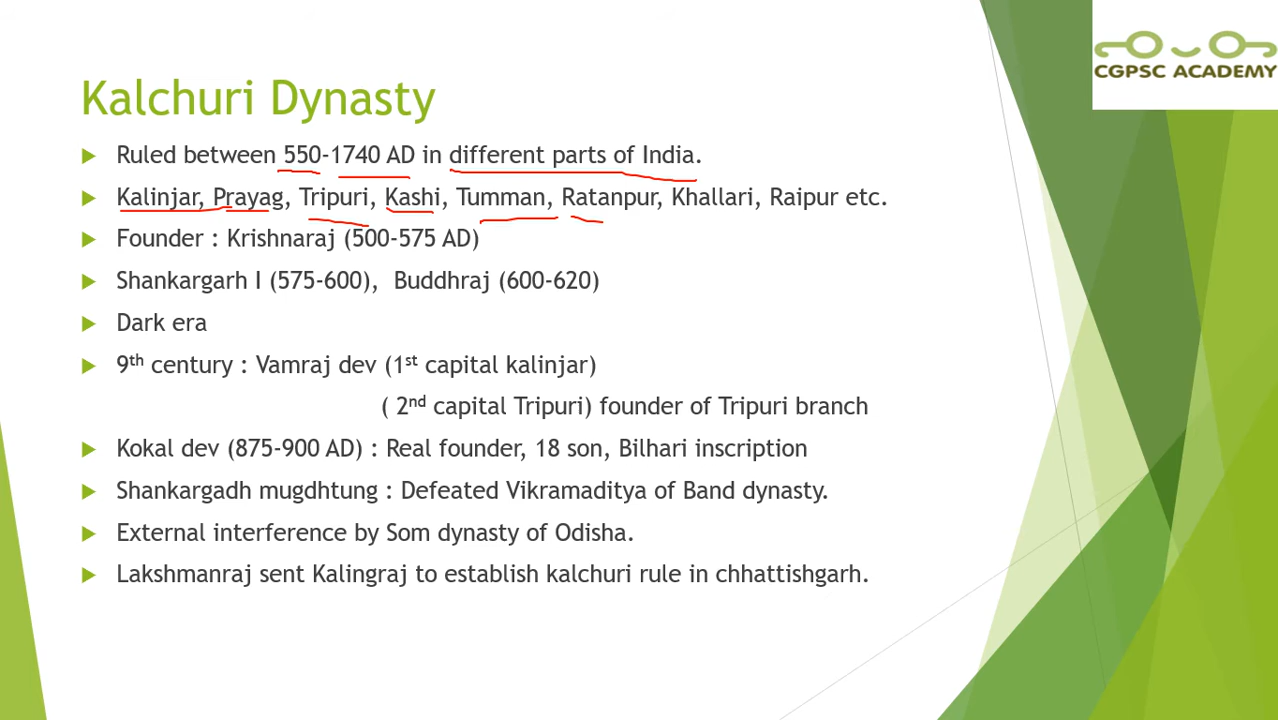 CGPSC ACADEMY
Kalchuri Dynasty
Ruled between 550-1740 AD in different parts of India.
Kalinjar, Prayag, Tripuri, Kashi, Tumman, Ratanpur, Khallari, Raipur etc.
Founder : Krishnaraj (500-575 AD)
Shankargarh I (575-600), Buddhraj (600-620)
Dark era
9th century : Vamraj dev (1st capital kalinjar)
( 2nd capital Tripuri) founder of Tripuri branch
Kokal dev (875-900 AD) : Real founder, 18 son, Bilhari inscription
Shankargadh mugdhtung : Defeated Vikramaditya of Band dynasty.
External interference by Som dynasty of Odisha.
Lakshmanraj sent Kalingraj to establish kalchuri rule in chhattishgarh.